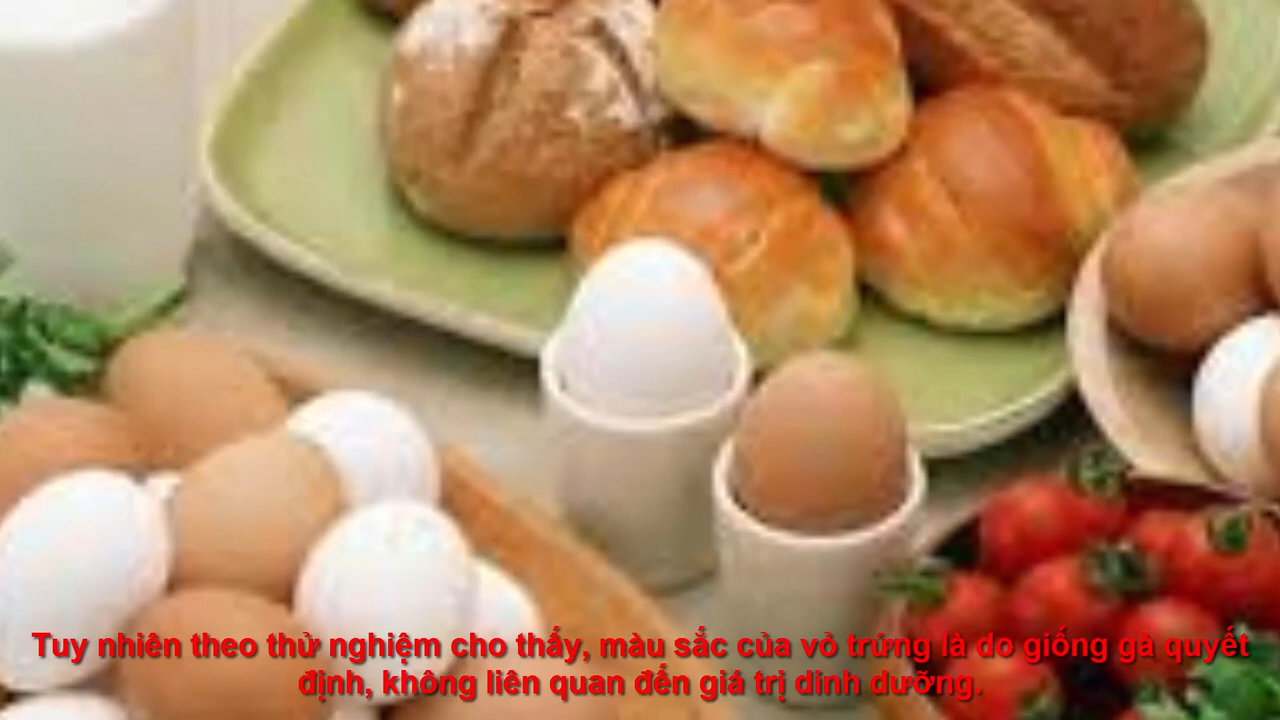 Tuy nhiên theo thử nghiệm cho thấy, màu sắc của vỏ trứng là do giống gà quyết
định, không liên quan đến giá trị dinh dưỡng.